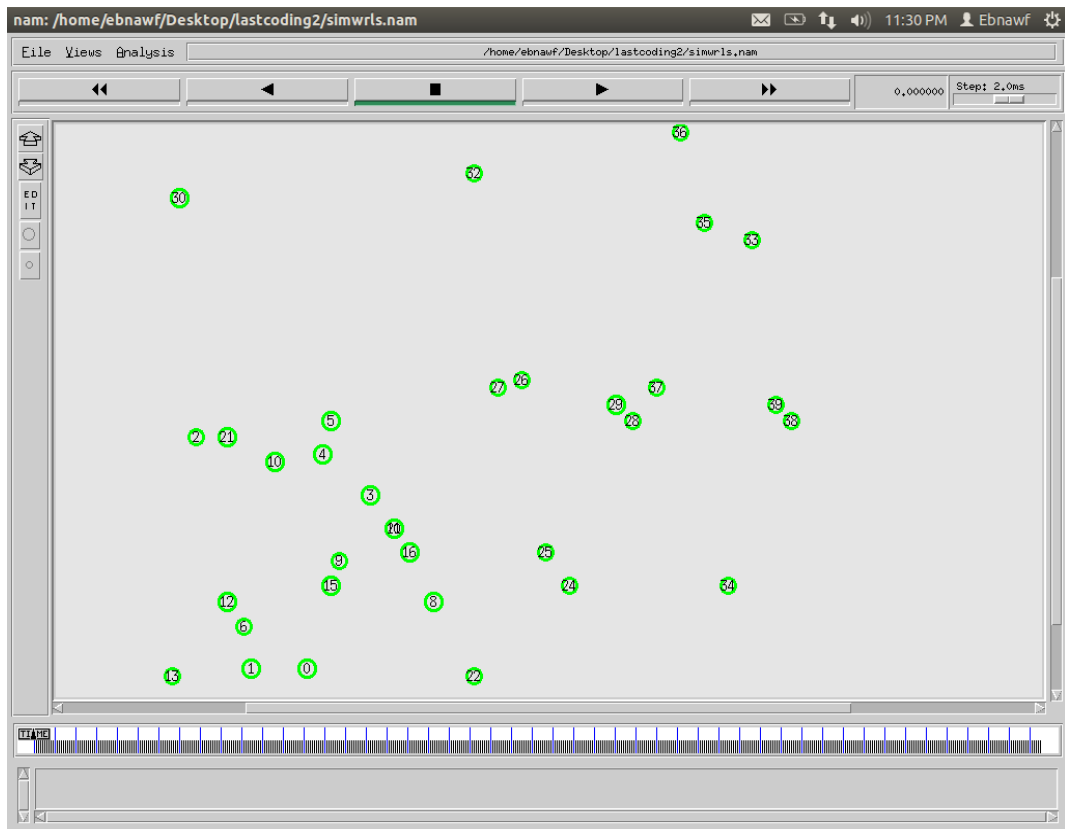 nam: /home/ebnawf/Desktop/lastcoding2/simwrls.nam 11:30 PM Ebnawf
File Views Analysis /home/ebnawf/Desktop/lastcoding2/simwrls.nam
0.000000 Step: 2.0ms
36
32
30
ED
IT
35
33
26
27 37
29 39
5 28 38
2 21
4
10
3
16 25
9
15 24 34
12 8
6
1 0
13 22
TIME